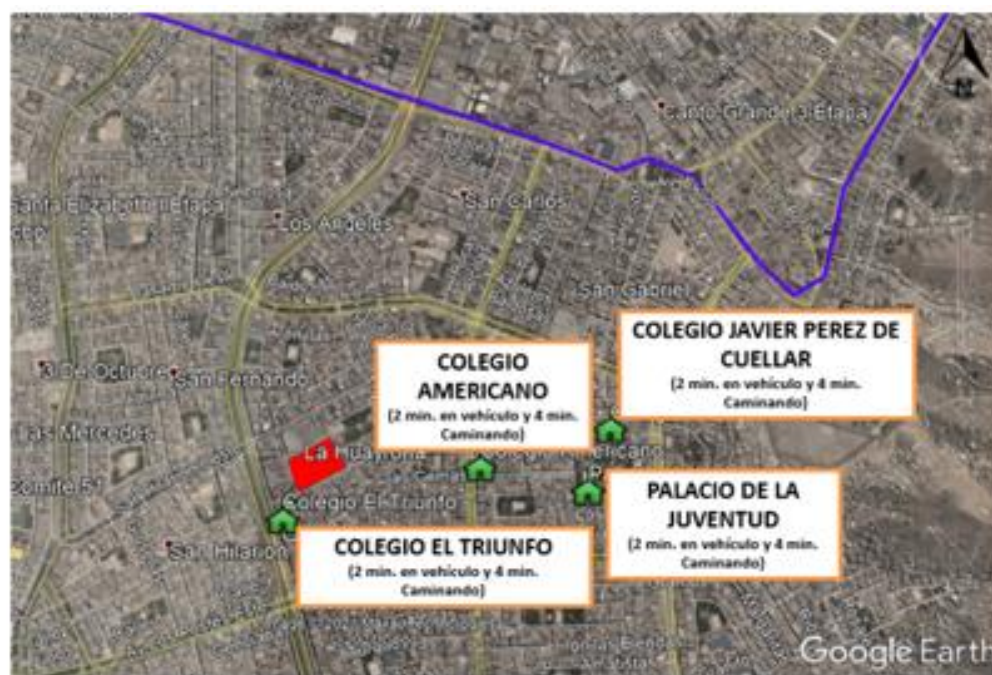 Canto Grande 3 Etapa
San Carlos
Los Angeles
San Gabriel
COLEGIO JAVIER PEREZ DE
CUELLAR
(2 min. en vehículo y 4 min.
Caminando)
COLEGIO
AMERICANO
(2 min. en vehículo y 4 min.
Caminando)
3 De Octubre
San Fernando
Las Mercedes
La Huayrona
Colegio Americano
Comité 51
Colegio El Triunfo
PALACIO DE LA
JUVENTUD
(2 min. en vehículo y 4 min.
Caminando)
San Hilarion
COLEGIO EL TRIUNFO
(2 min. en vehículo y 4 min.
Caminando)
Google Earth